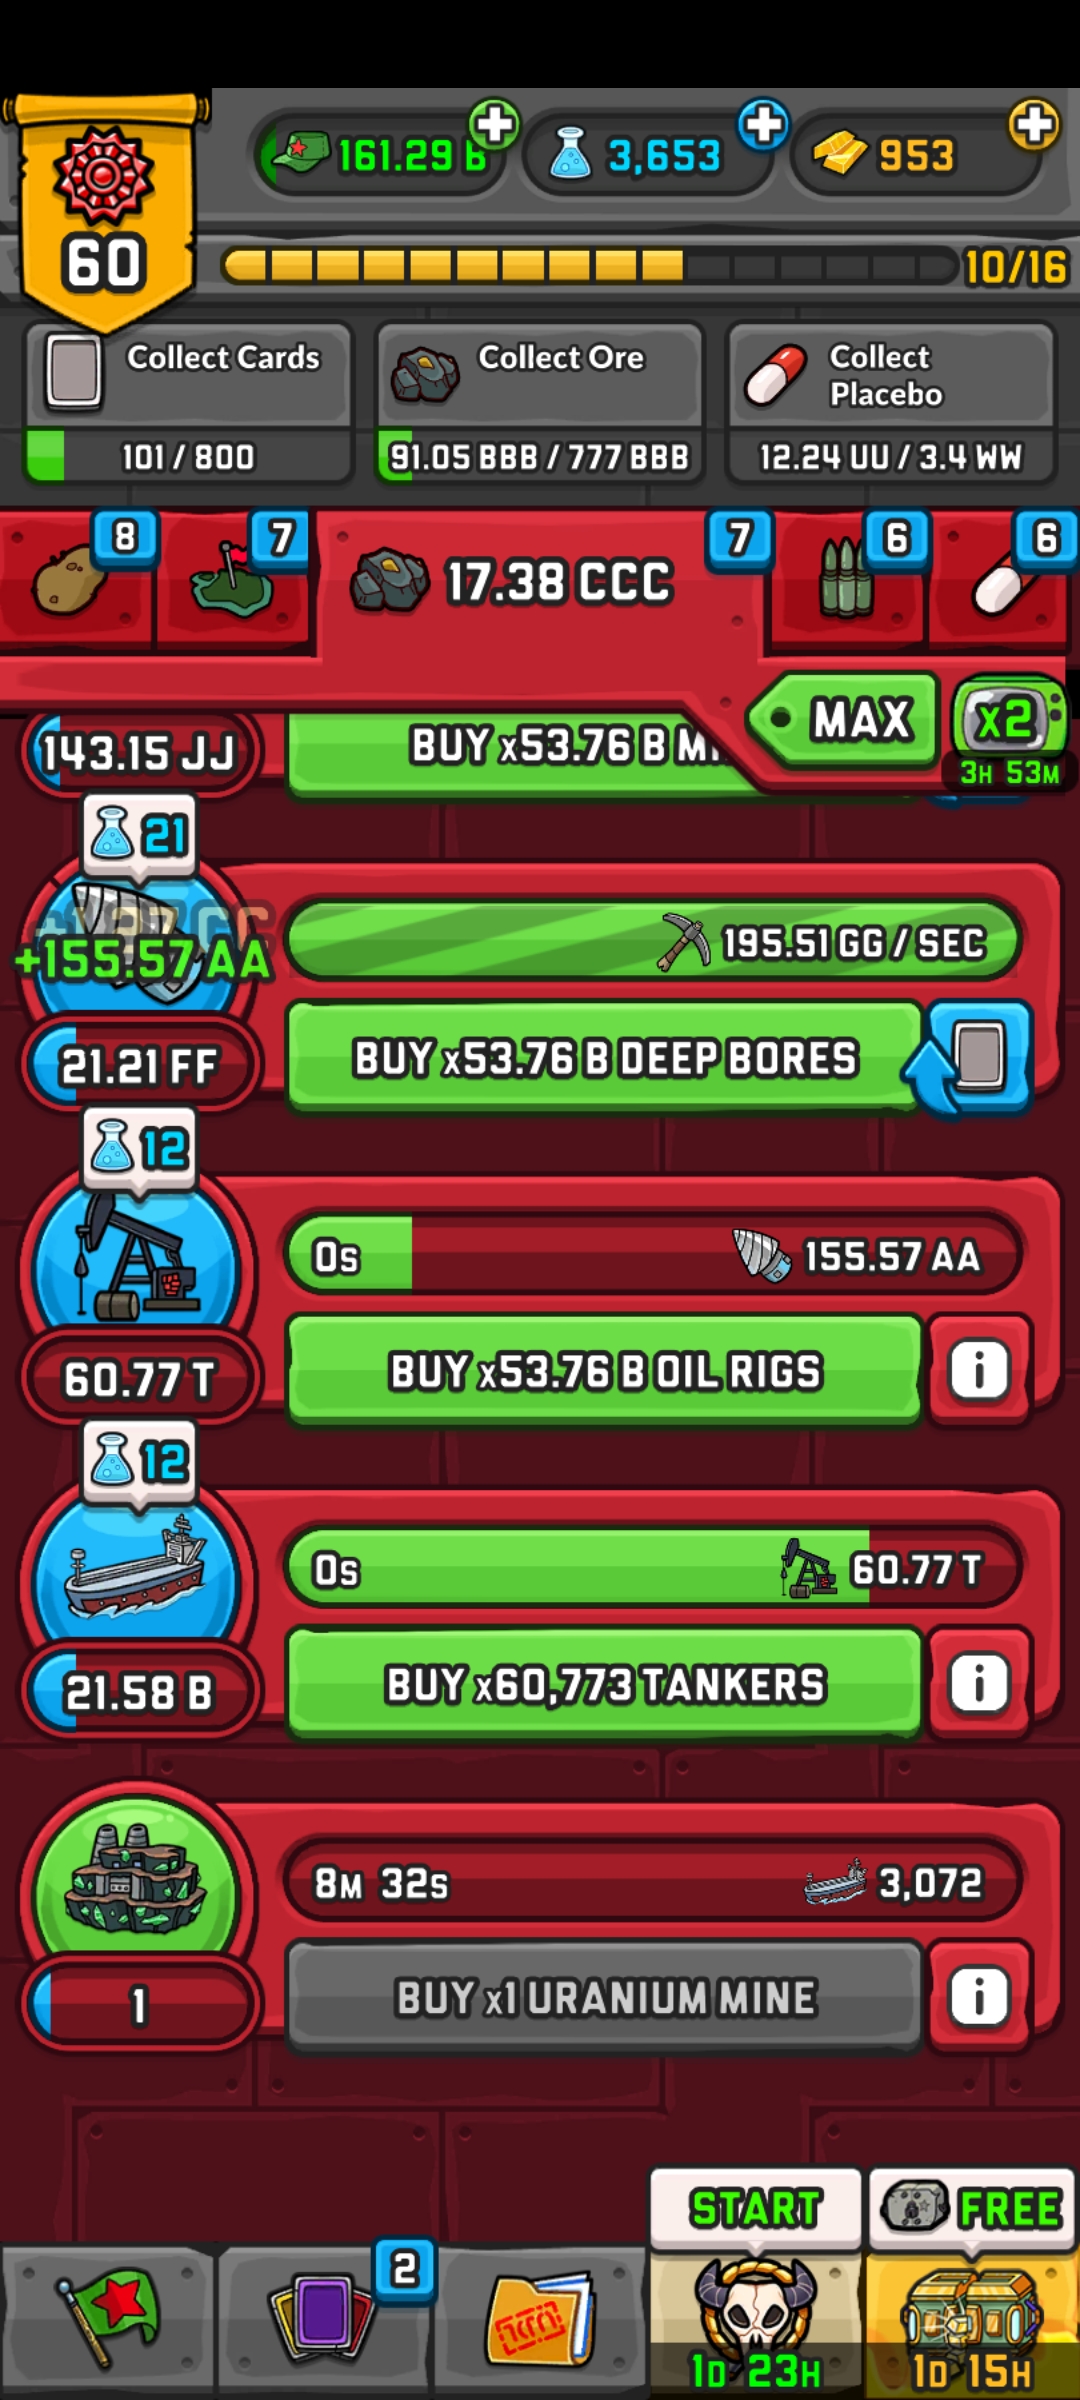 60
161.29 B
3,653
953
10/16
Collect Cards
101 / 800
Collect Ore
91.05 BBB / 777 BBB
Collect
Placebo
12.24 UU / 3.4 WW
8
7
17.38 CCC
7
6
6
MAX
x2
3H 53M
143.15 JJ
BUY x53.76 B
21
+155.57 AA
195.51 GG / SEC
21.21 FF
BUY x53.76 B DEEP BORES
12
0s
155.57 AA
60.77 T
BUY x53.76 B OIL RIGS
12
0s
60.77 T
21.58 B
BUY x60,773 TANKERS
8M 32s
3,072
1
BUY x1 URANIUM MINE
START
FREE
2
1D 23H
1D 15H